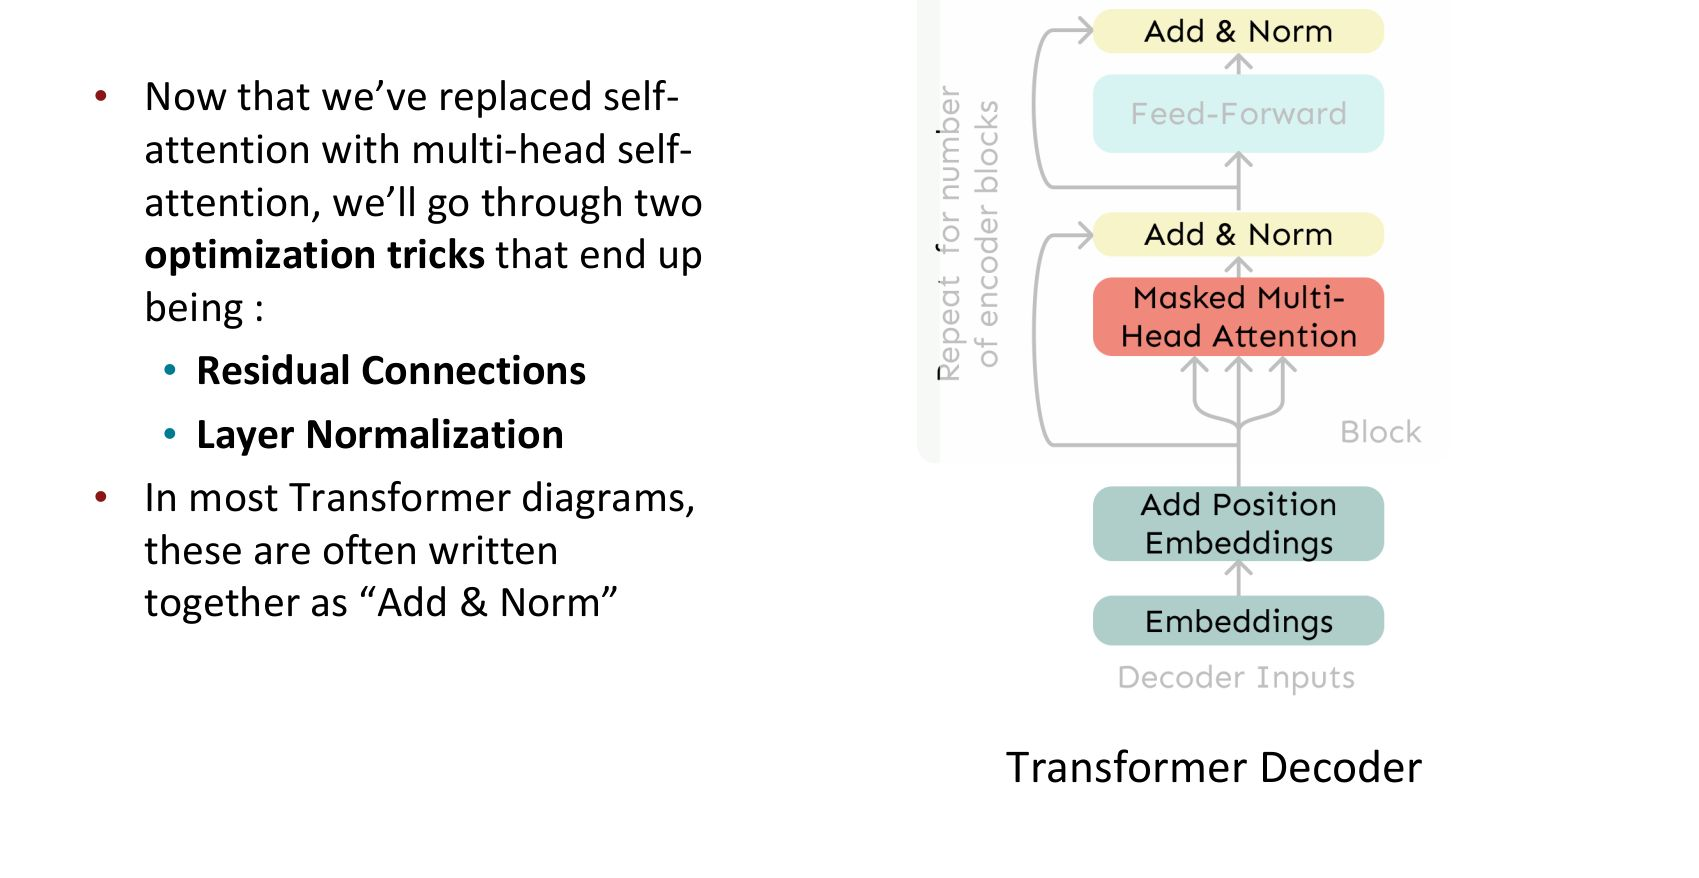 • Now that we’ve replaced self-
attention with multi-head self-
attention, we’ll go through two
optimization tricks that end up
being :
• Residual Connections
• Layer Normalization
• In most Transformer diagrams,
these are often written
together as “Add & Norm”
Add & Norm
Feed-Forward
Add & Norm
Masked Multi-
Head Attention
Block
Add Position
Embeddings
Embeddings
Decoder Inputs
Repeat for number
of encoder blocks
Transformer Decoder